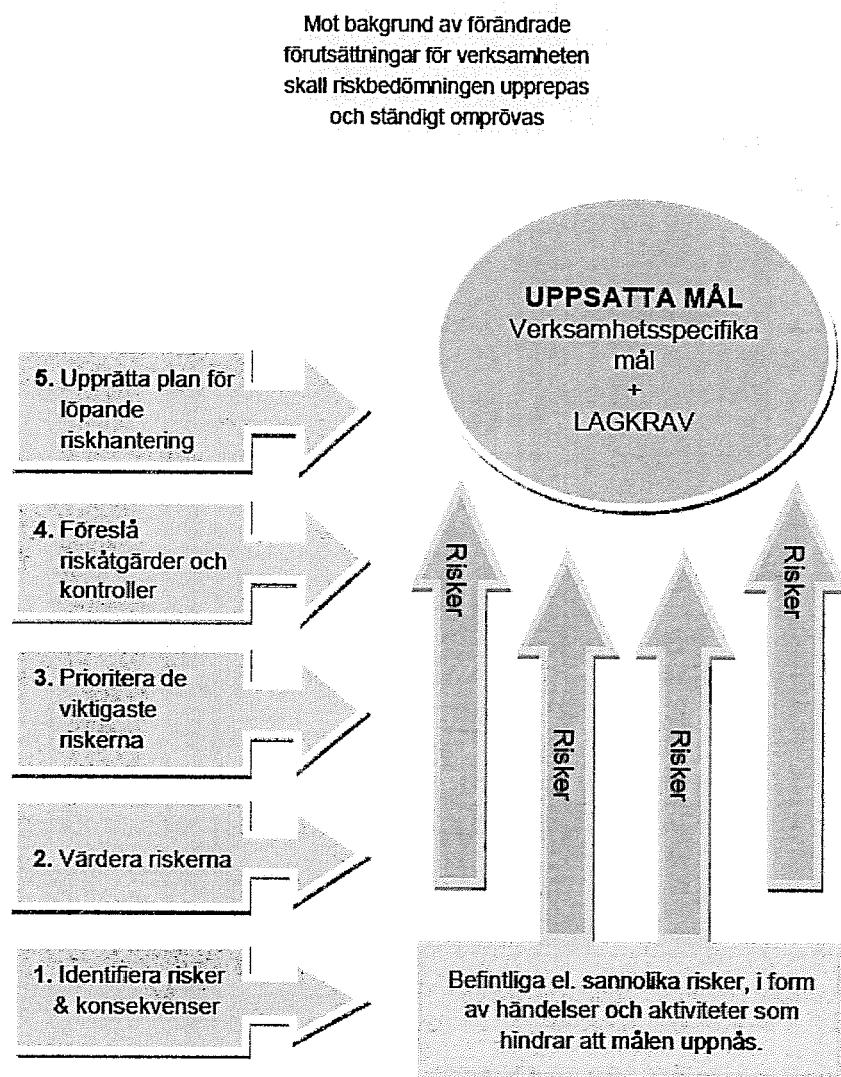 Mot bakgrund av förändrade
förutsättningar för verksamheten
skall riskbedömningen upprepas
och ständigt omprövas
UPPSATTA MÅL
Verksamhetsspecifika
mål
+
LAGKRAV
5. Upprätta plan för
löpande
riskhantering
4. Föreslå
riskåtgärder och
kontroller
3. Prioritera de
viktigaste
riskerna
2. Värdera riskerna
1. Identifiera risker
& konsekvenser
Risker
Risker
Risker
Risker
Befintliga el. sannolika risker, i form
av händelser och aktiviteter som
hindrar att målen uppnås.